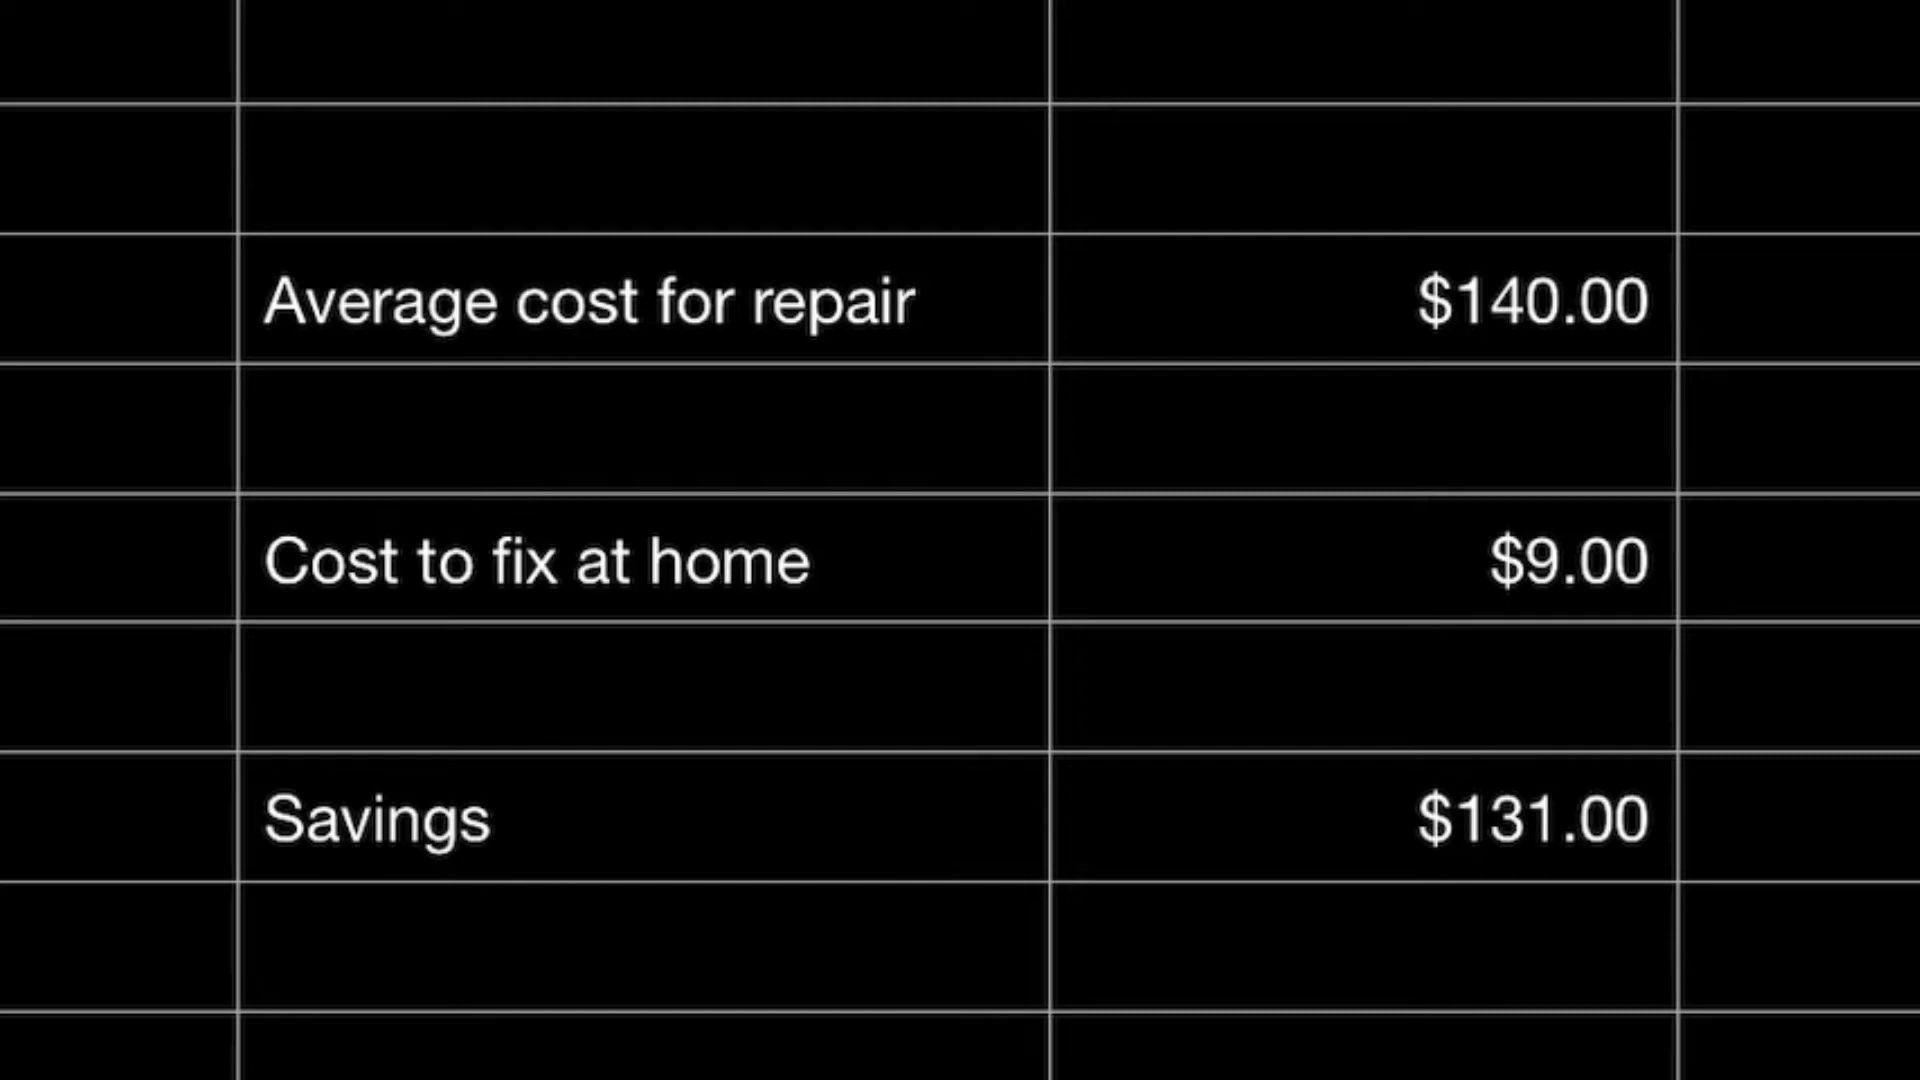 Average cost for repair $140.00
Cost to fix at home $9.00
Savings $131.00